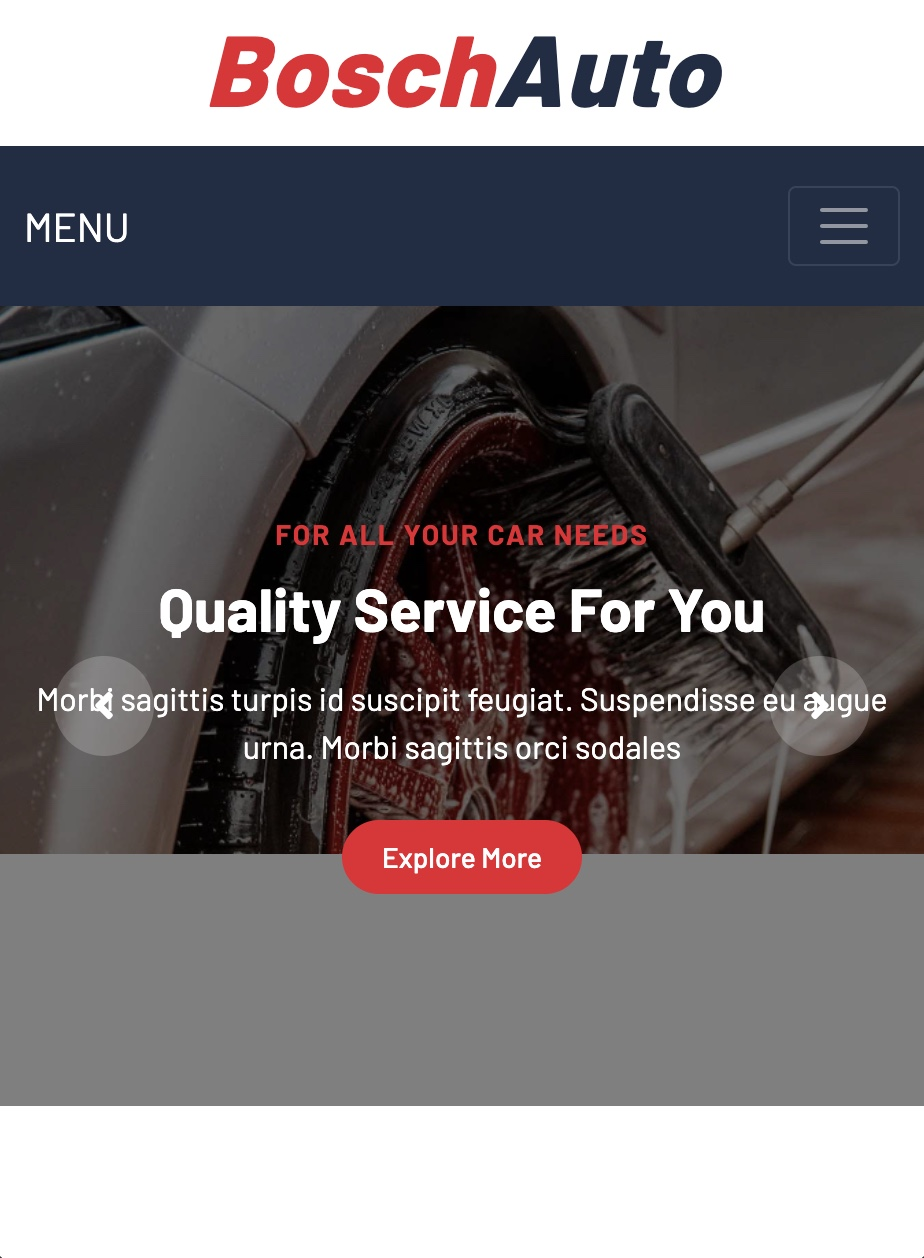 BoschAuto
MENU
FOR ALL YOUR CAR NEEDS
Quality Service For You
Morbi sagittis turpis id suscipit feugiat. Suspendisse eu augue
urna. Morbi sagittis orci sodales
Explore More